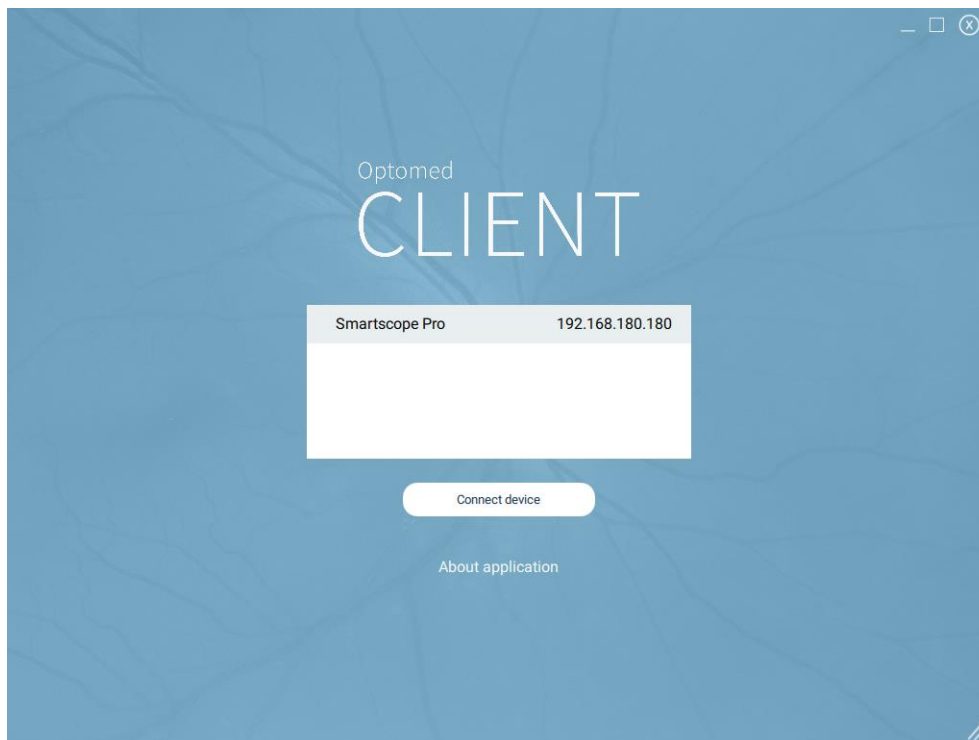 Optomed
CLIENT
Smartscope Pro 192.168.180.180
Connect device
About application